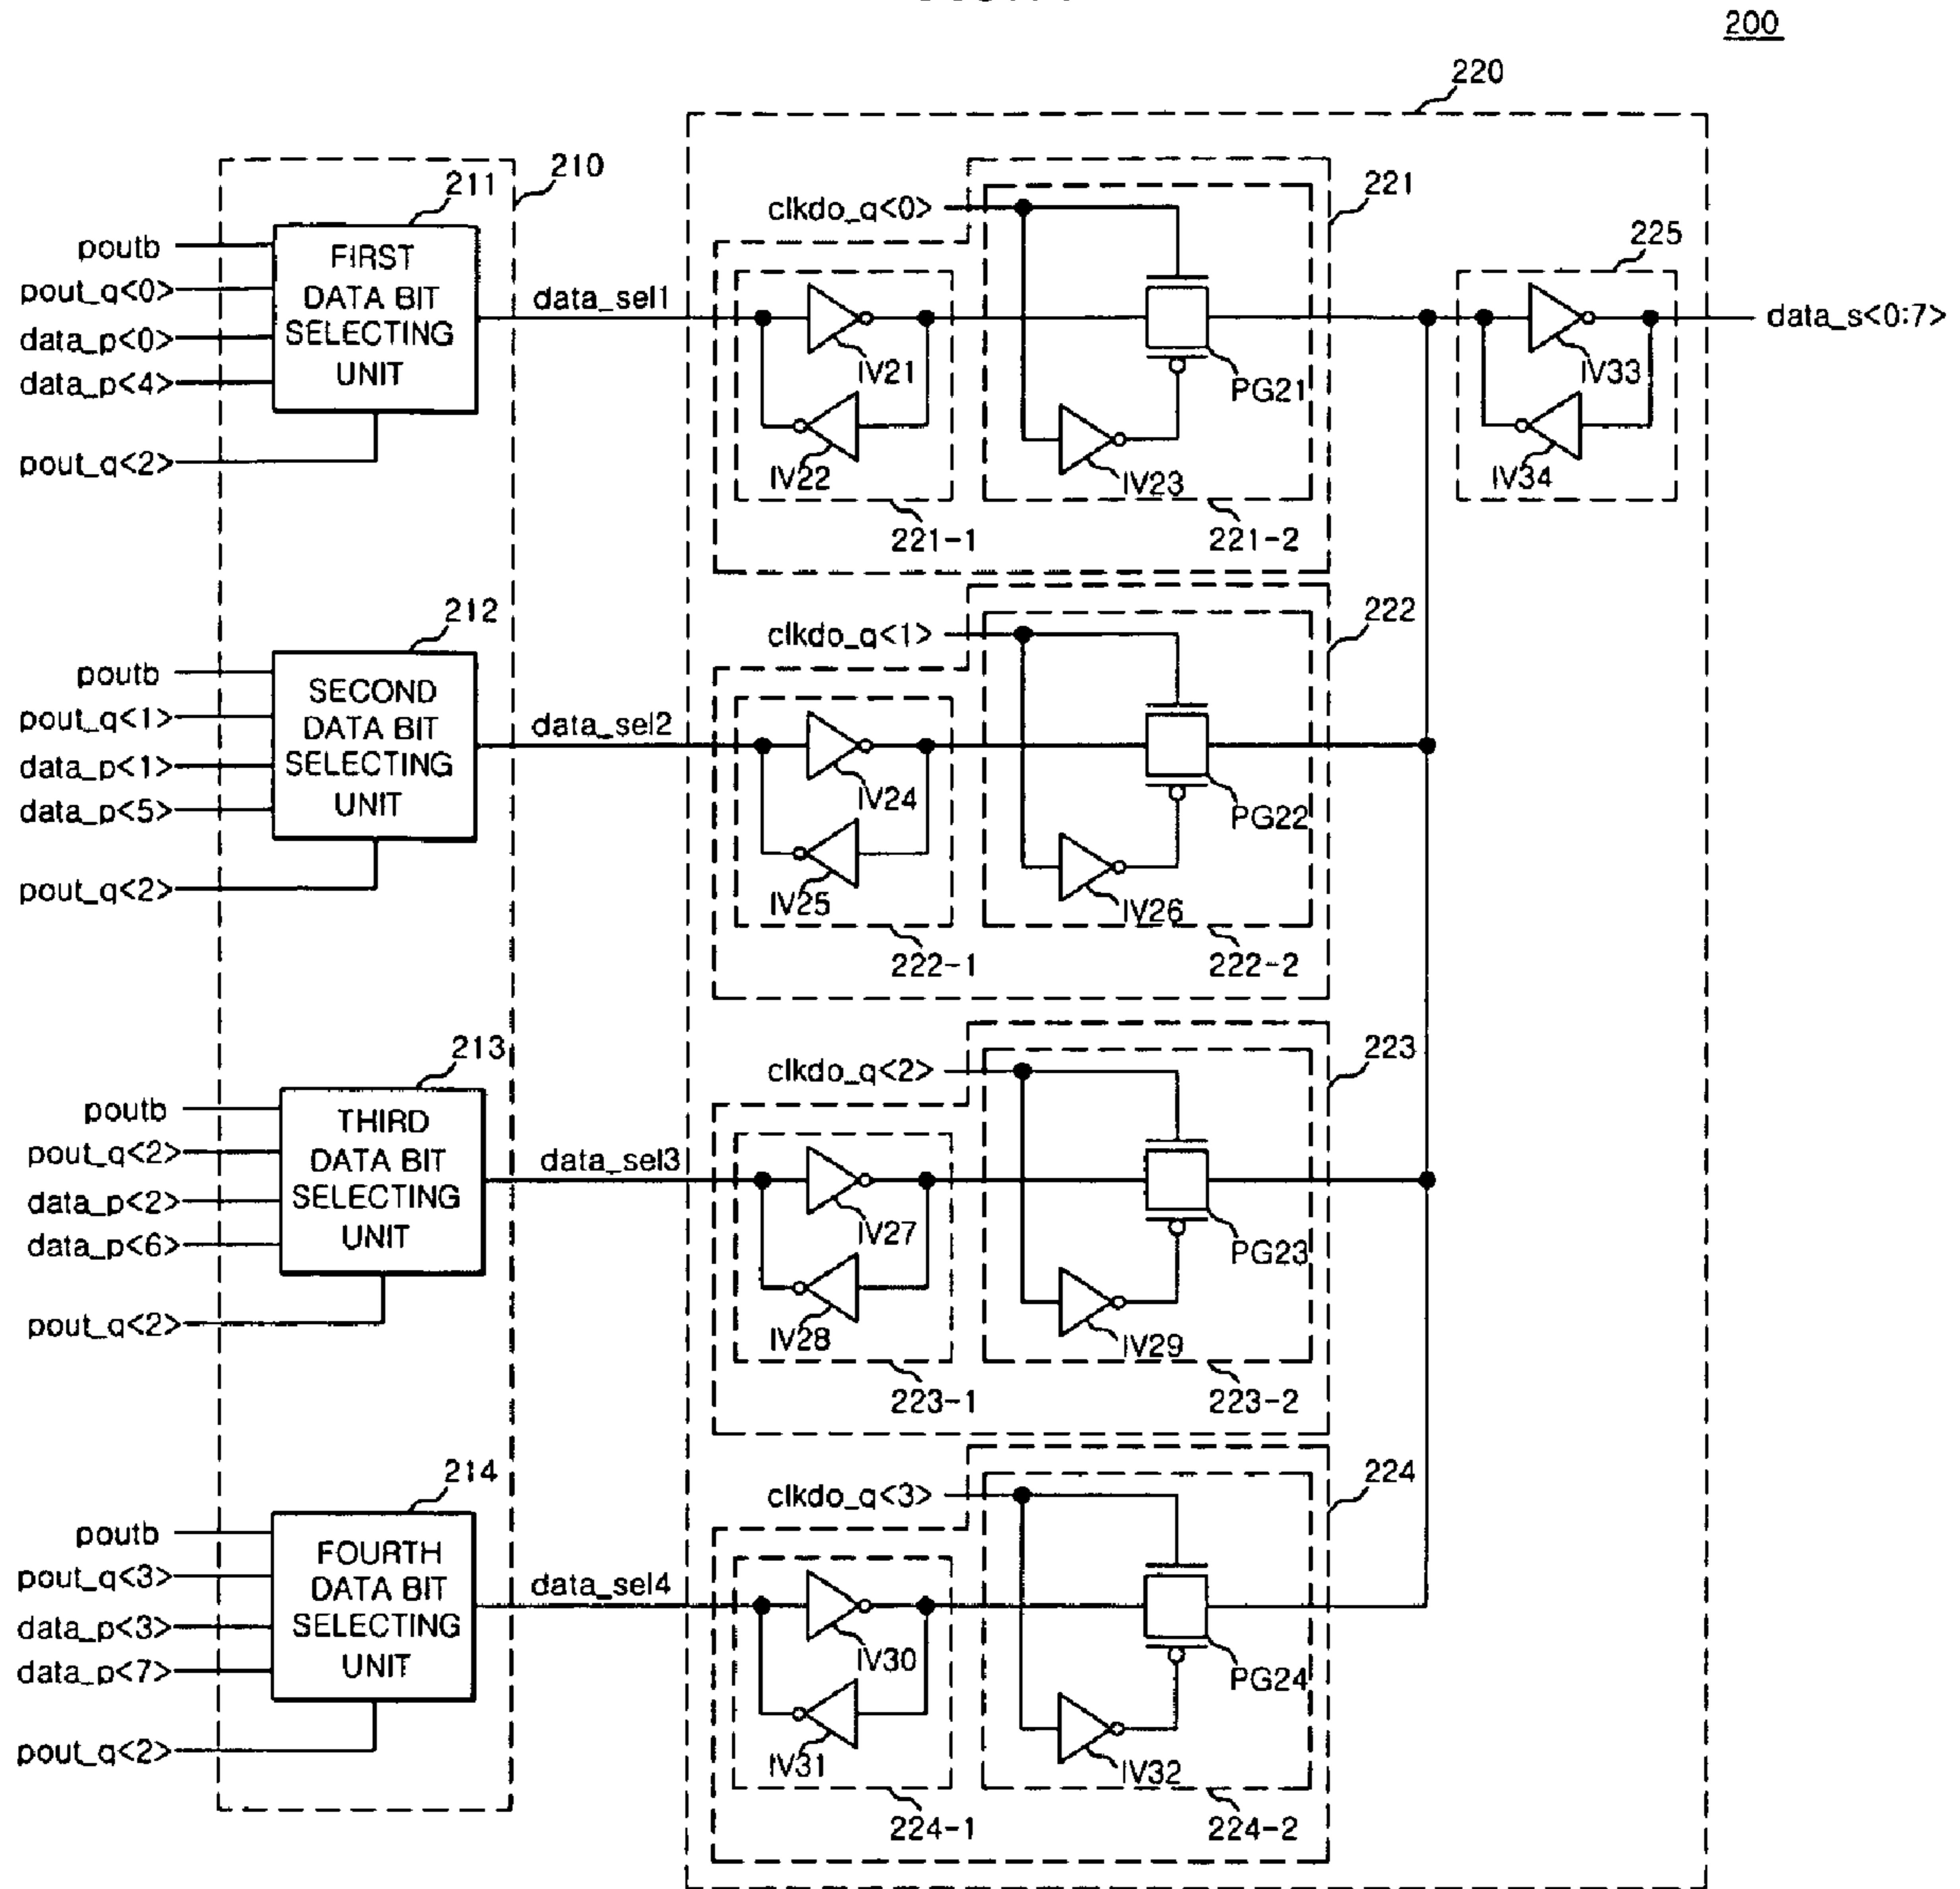 200
220
210
211
poutb
pout_q<0>
data_p<0>
data_p<4>
pout_q<2>
FIRST
DATA BIT
SELECTING
UNIT
data_sel1
clkdo_q<0>
221
IV21
IV22
221-1
PG21
IV23
221-2
225
IV33
IV34
data_s<0:7>
212
poutb
pout_q<1>
data_p<1>
data_p<5>
pout_q<2>
SECOND
DATA BIT
SELECTING
UNIT
data_sel2
clkdo_q<1>
222
IV24
IV25
222-1
PG22
IV26
222-2
213
poutb
pout_q<2>
data_p<2>
data_p<6>
pout_q<2>
THIRD
DATA BIT
SELECTING
UNIT
data_sel3
clkdo_q<2>
223
IV27
IV28
223-1
PG23
IV29
223-2
214
poutb
pout_q<3>
data_p<3>
data_p<7>
pout_q<2>
FOURTH
DATA BIT
SELECTING
UNIT
data_sel4
clkdo_q<3>
224
IV30
IV31
224-1
PG24
IV32
224-2